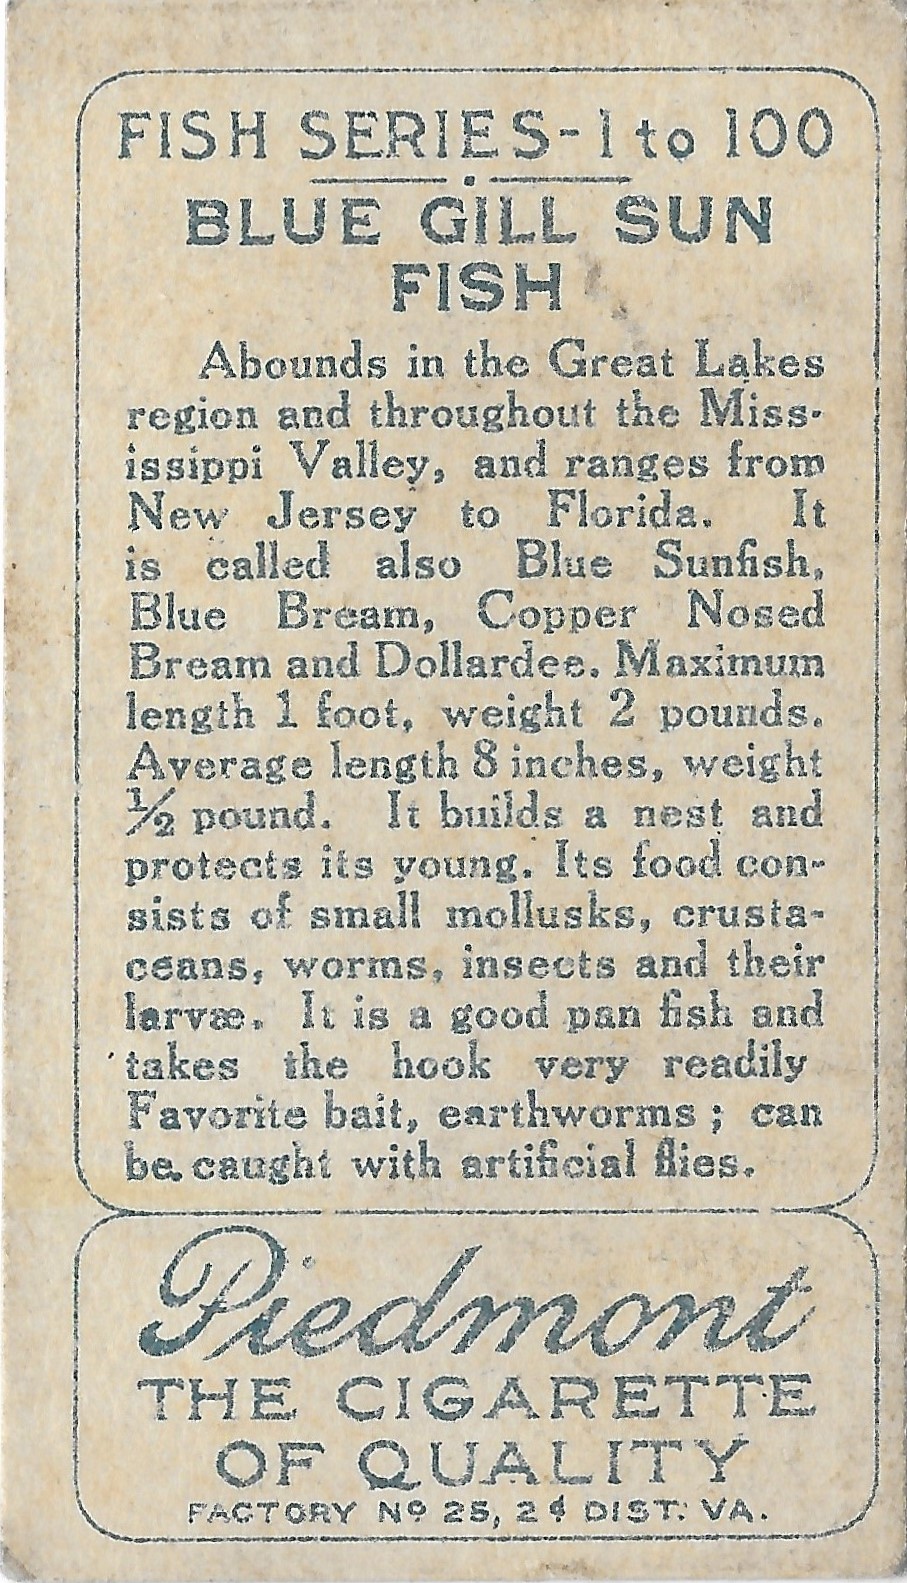 FISH SERIES-1 to 100
BLUE GILL SUN
FISH
Abounds in the Great Lakes
region and throughout the Miss-
issippi Valley, and ranges from
New Jersey to Florida. It
is called also Blue Sunfish,
Blue Bream, Copper Nosed
Bream and Dollardee. Maximum
length 1 foot, weight 2 pounds.
Average length 8 inches, weight
½ pound. It builds a nest and
protects its young. Its food con-
sists of small mollusks, crusta-
ceans, worms, insects and their
larvæ. It is a good pan fish and
takes the hook very readily
Favorite bait, earthworms; can
be caught with artificial flies.
Piedmont
THE CIGARETTE
OF QUALITY
FACTORY Nº 25, 2d DIST. VA.